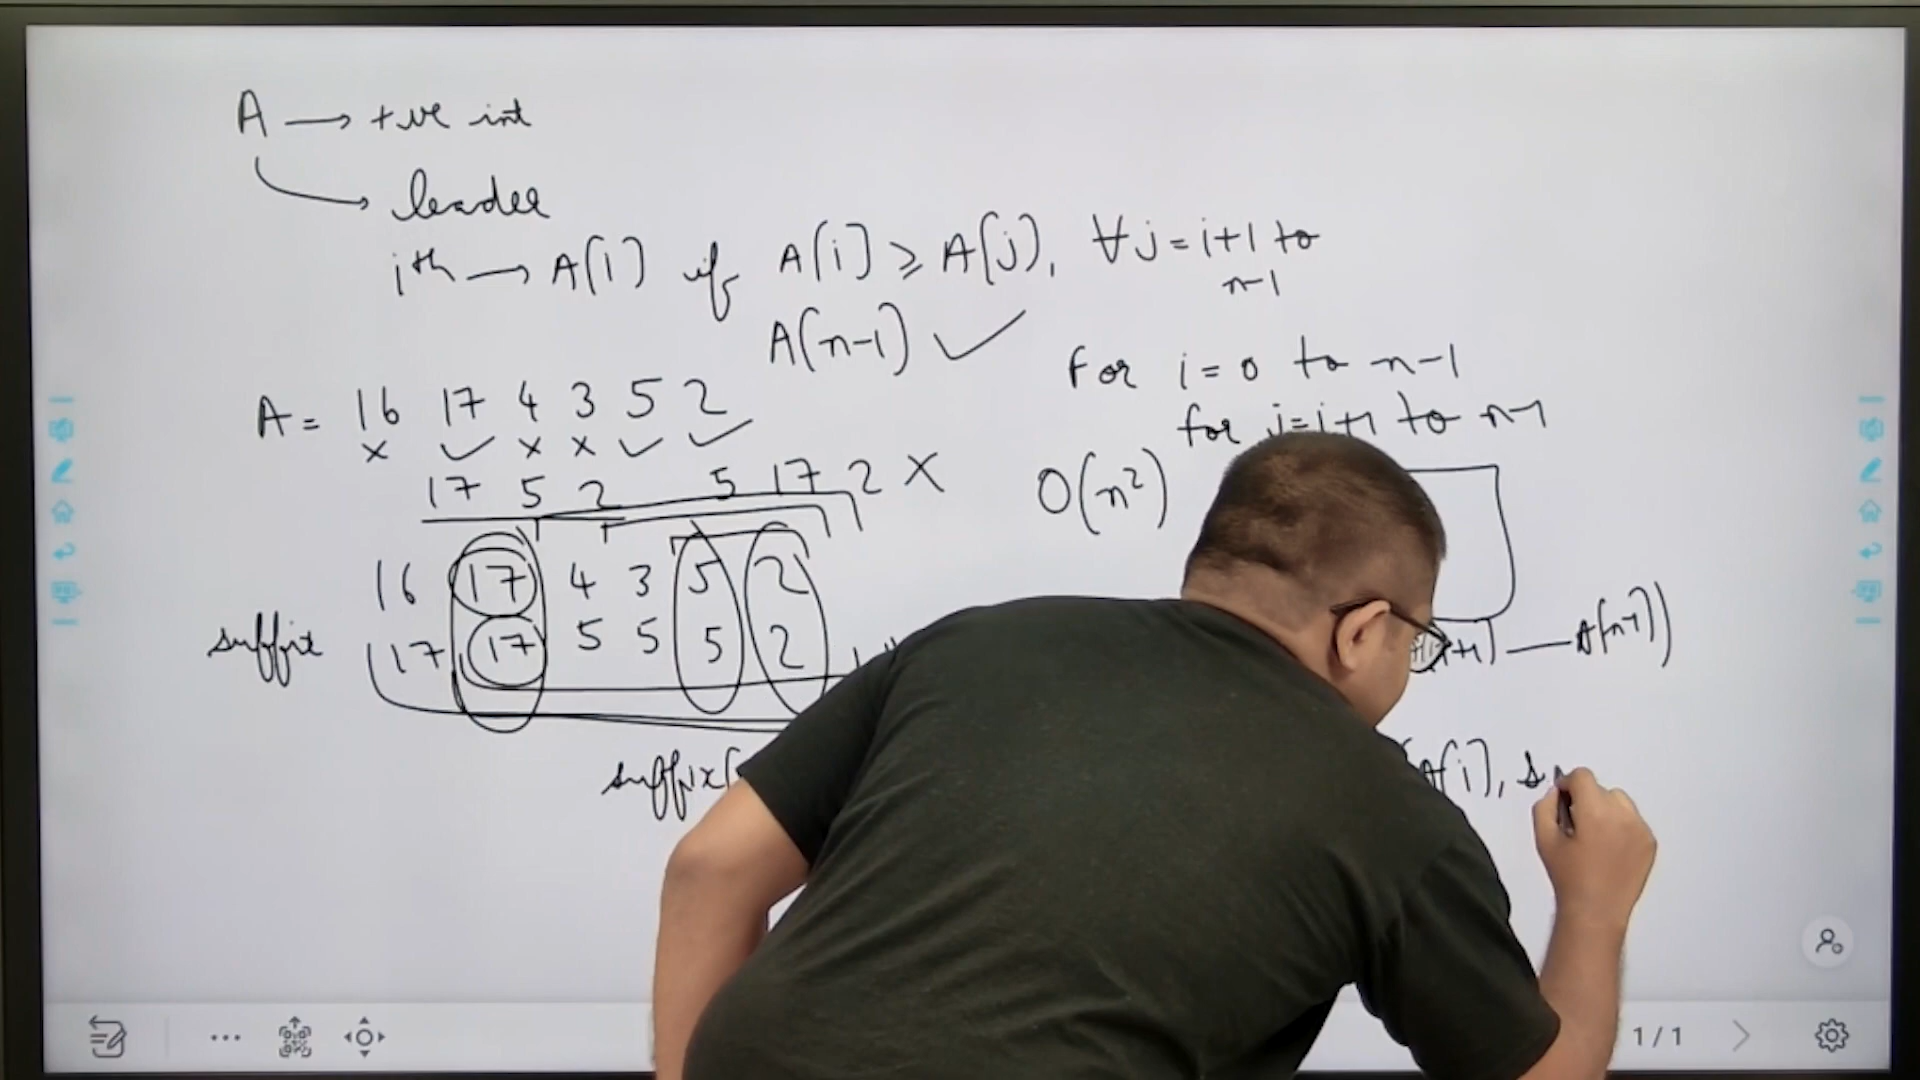 A → +ve int
leader
ith → A[i] if A[i] ≥ A[j], ∀j = i+1 to
n-1
A[n-1] ✓
For i = 0 to n-1
for j=i+1 to n-1
A = 16 17 4 3 5 2
× ✓ × × ✓ ✓
17 5 2 5 17 2 ×
O(n²)
16 17 4 3 5 2
suffix 17 17 5 5 5 2
— A[n-1])
suffix[ A[i], s
1/1